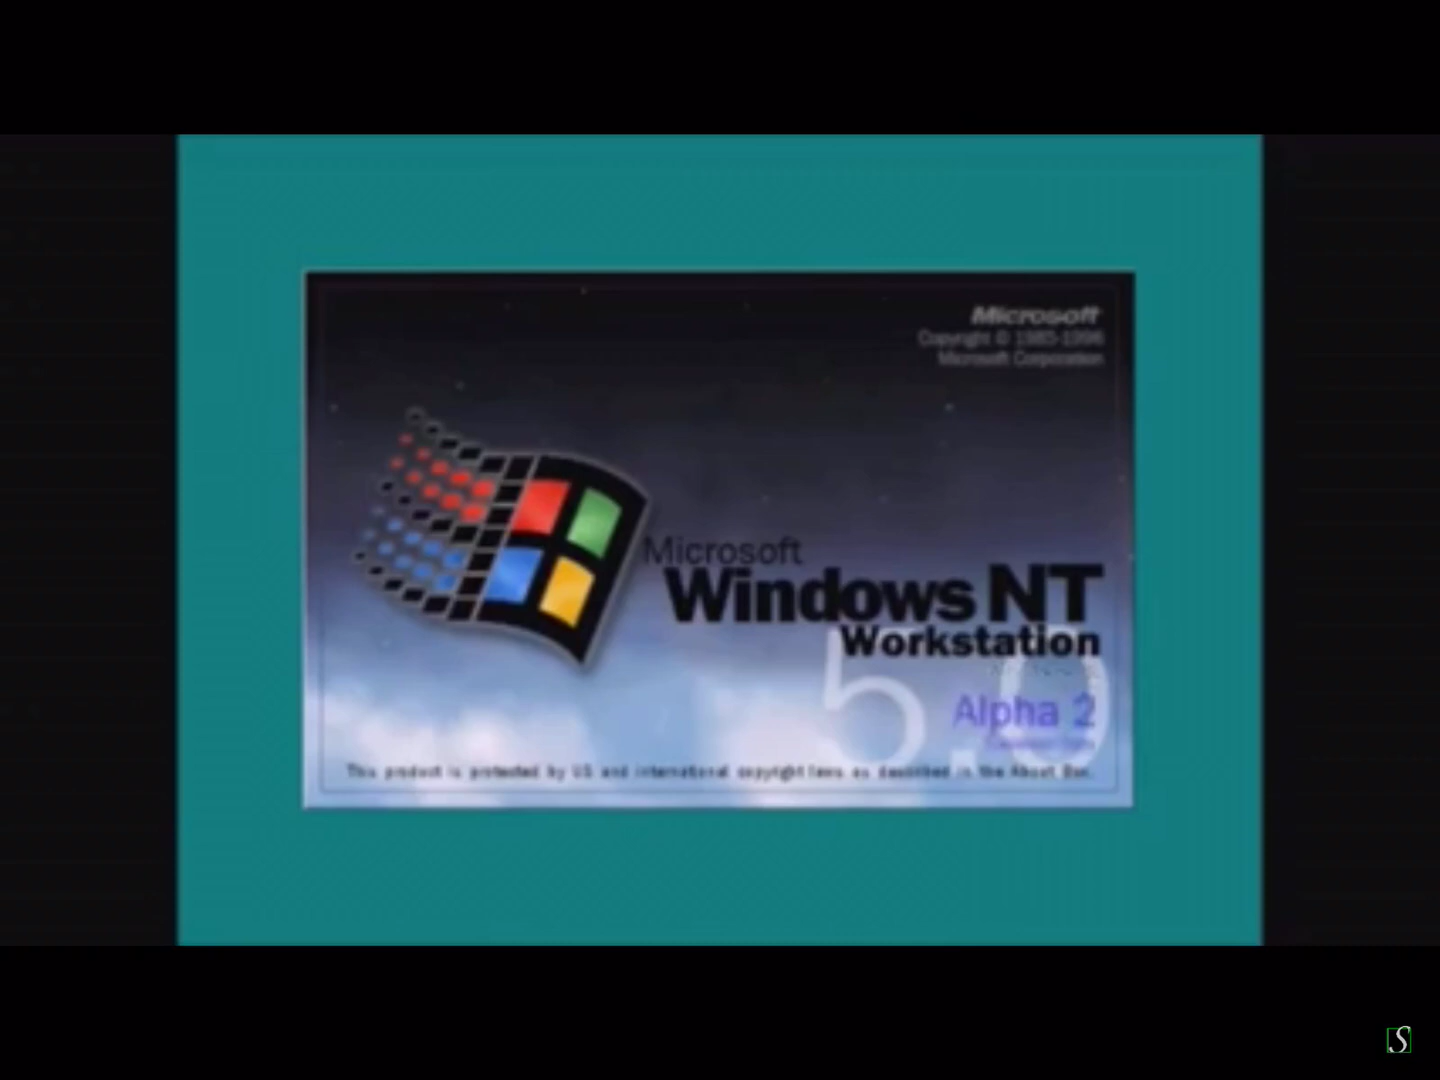 Microsoft
Copyright © 1985-1996
Microsoft Corporation
Microsoft
Windows NT
Workstation
5.0
Alpha 2
This product is protected by US and international copyright laws as described in the About Box.
S